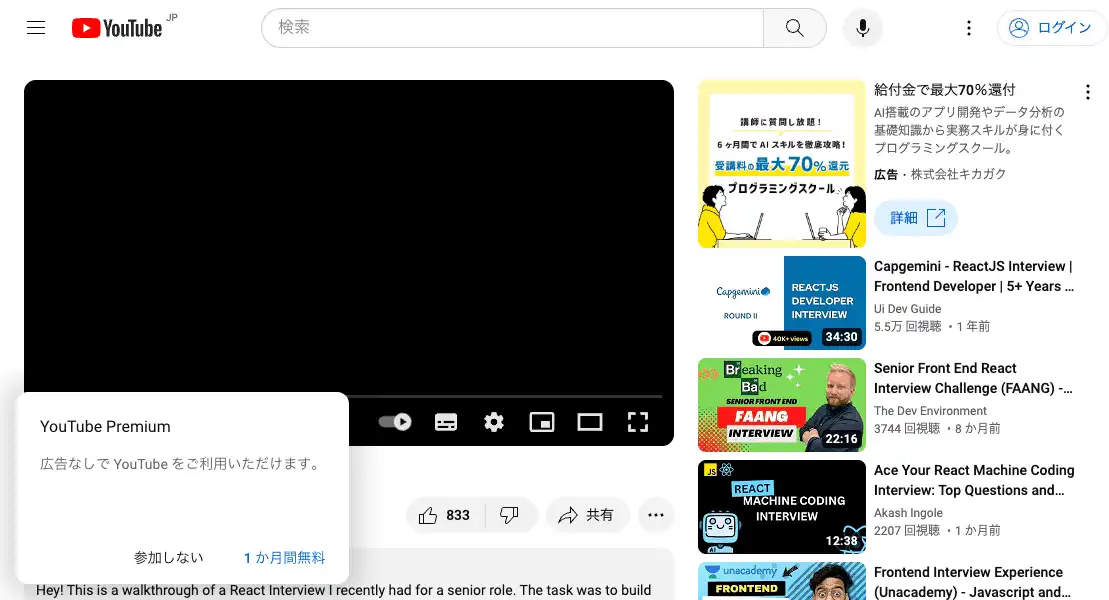 YouTube JP
検索
ログイン
YouTube Premium
広告なしで YouTube をご利用いただけます。
参加しない
1 か月間無料
833
共有
Hey! This is a walkthrough of a React Interview I recently had for a senior role. The task was to build
講師に質問し放題！
6ヶ月間で AI スキルを徹底攻略！
受講料の最大70%還元
プログラミングスクール
給付金で最大70%還付
AI搭載のアプリ開発やデータ分析の
基礎知識から実務スキルが身に付く
プログラミングスクール。
広告・株式会社キカガク
詳細
Capgemini
ROUND II
REACTJS
DEVELOPER
INTERVIEW
40K+ views
34:30
Capgemini - ReactJS Interview |
Frontend Developer | 5+ Years ...
Ui Dev Guide
5.5万 回視聴 ・1 年前
Breaking
Bad
SENIOR FRONT END
FAANG
INTERVIEW
22:16
Senior Front End React
Interview Challenge (FAANG) -...
The Dev Environment
3744 回視聴 ・8 か月前
JS
REACT
MACHINE CODING
INTERVIEW
AI
12:38
Ace Your React Machine Coding
Interview: Top Questions and...
Akash Ingole
2207 回視聴 ・1 か月前
unacademy
FRONTEND
Frontend Interview Experience
(Unacademy) - Javascript and...